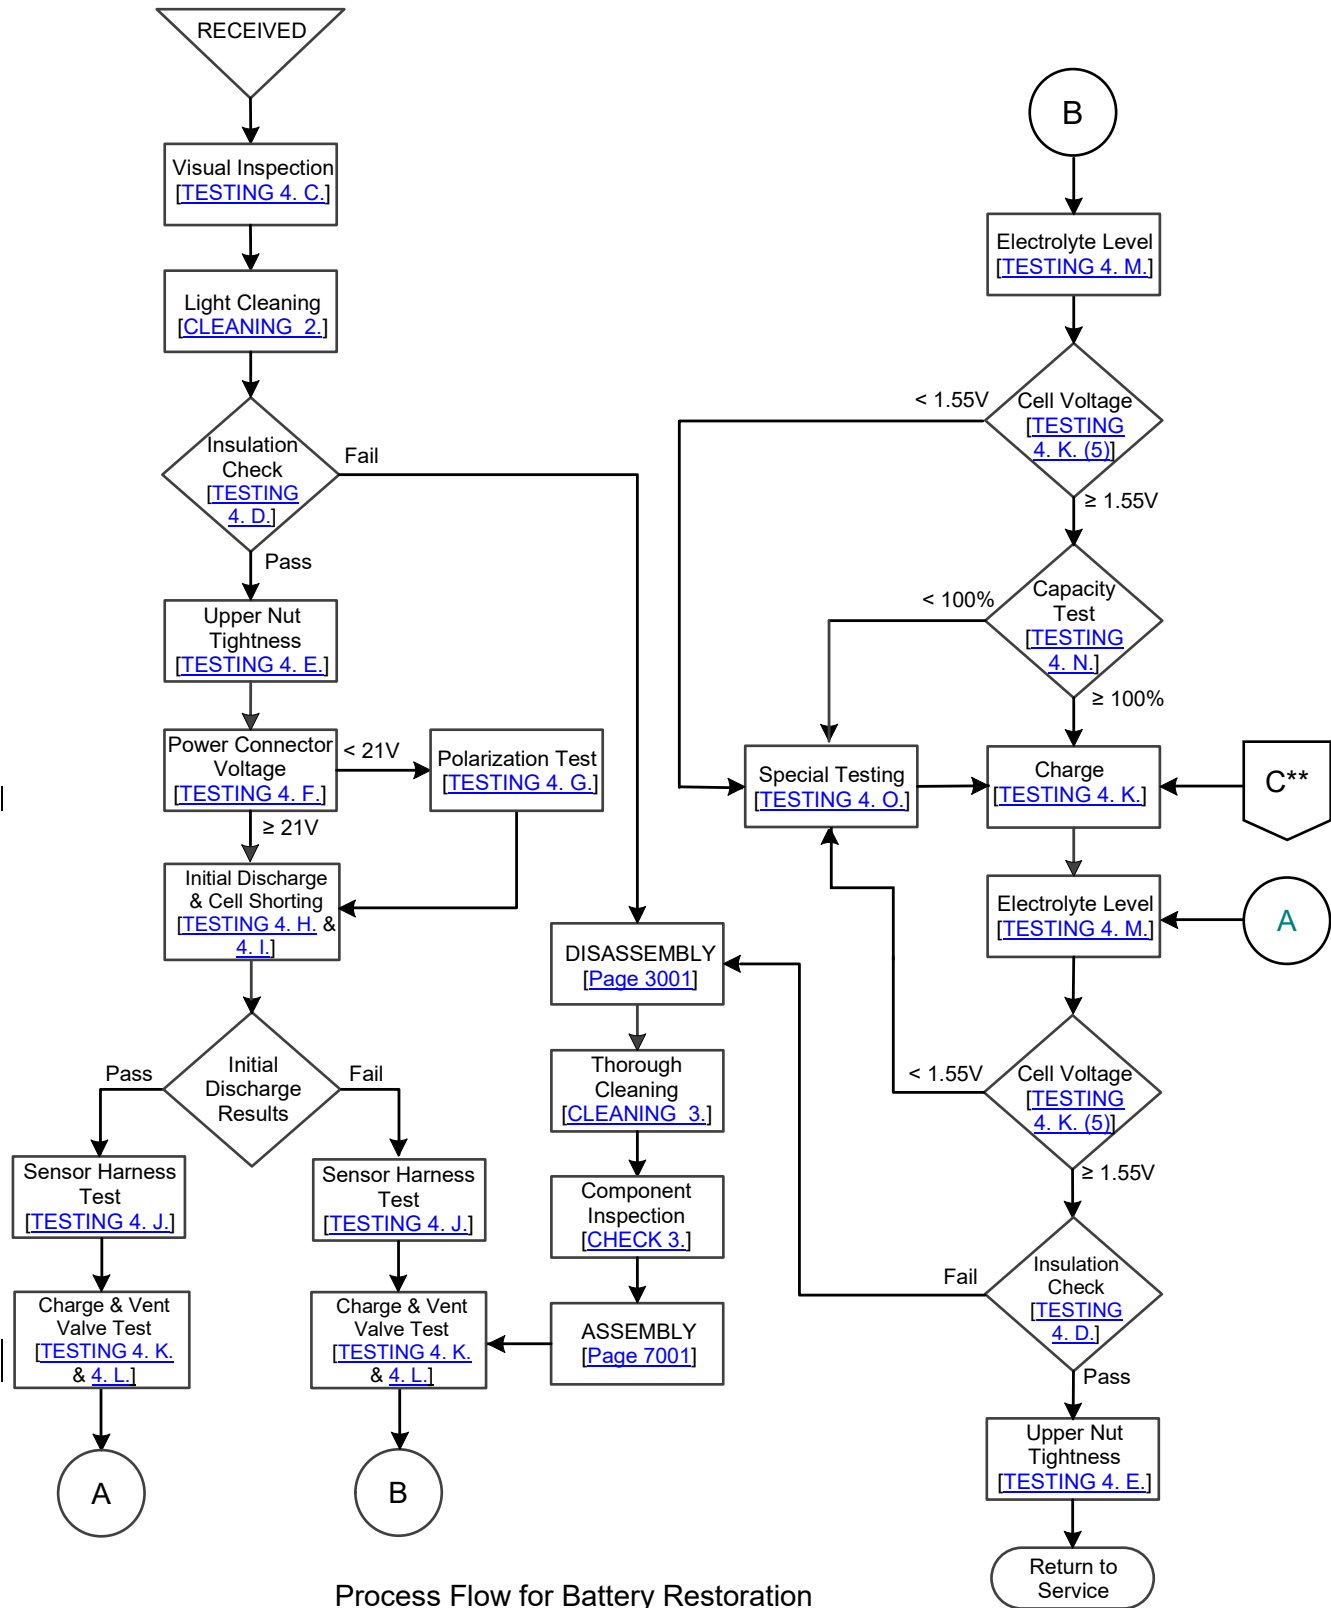 RECEIVED
Visual Inspection
[TESTING 4. C.]
Light Cleaning
[CLEANING  2.]
Insulation
Check
[TESTING
4. D.]
Fail
Pass
Upper Nut
Tightness
[TESTING 4. E.]
Power Connector
Voltage
[TESTING 4. F.]
< 21V
Polarization Test
[TESTING 4. G.]
≥ 21V
Initial Discharge
& Cell Shorting
[TESTING 4. H. &
4. I.]
Initial
Discharge
Results
Pass
Fail
Sensor Harness
Test
[TESTING 4. J.]
Charge & Vent
Valve Test
[TESTING 4. K.
& 4. L.]
A
Sensor Harness
Test
[TESTING 4. J.]
Charge & Vent
Valve Test
[TESTING 4. K.
& 4. L.]
B
DISASSEMBLY
[Page 3001]
Thorough
Cleaning
[CLEANING  3.]
Component
Inspection
[CHECK 3.]
ASSEMBLY
[Page 7001]
B
Electrolyte Level
[TESTING 4. M.]
Cell Voltage
[TESTING
4. K. (5)]
< 1.55V
≥ 1.55V
Capacity
Test
[TESTING
4. N.]
< 100%
≥ 100%
Special Testing
[TESTING 4. O.]
Charge
[TESTING 4. K.]
C**
Electrolyte Level
[TESTING 4. M.]
A
Cell Voltage
[TESTING
4. K. (5)]
< 1.55V
≥ 1.55V
Insulation
Check
[TESTING
4. D.]
Fail
Pass
Upper Nut
Tightness
[TESTING 4. E.]
Return to
Service
Process Flow for Battery Restoration